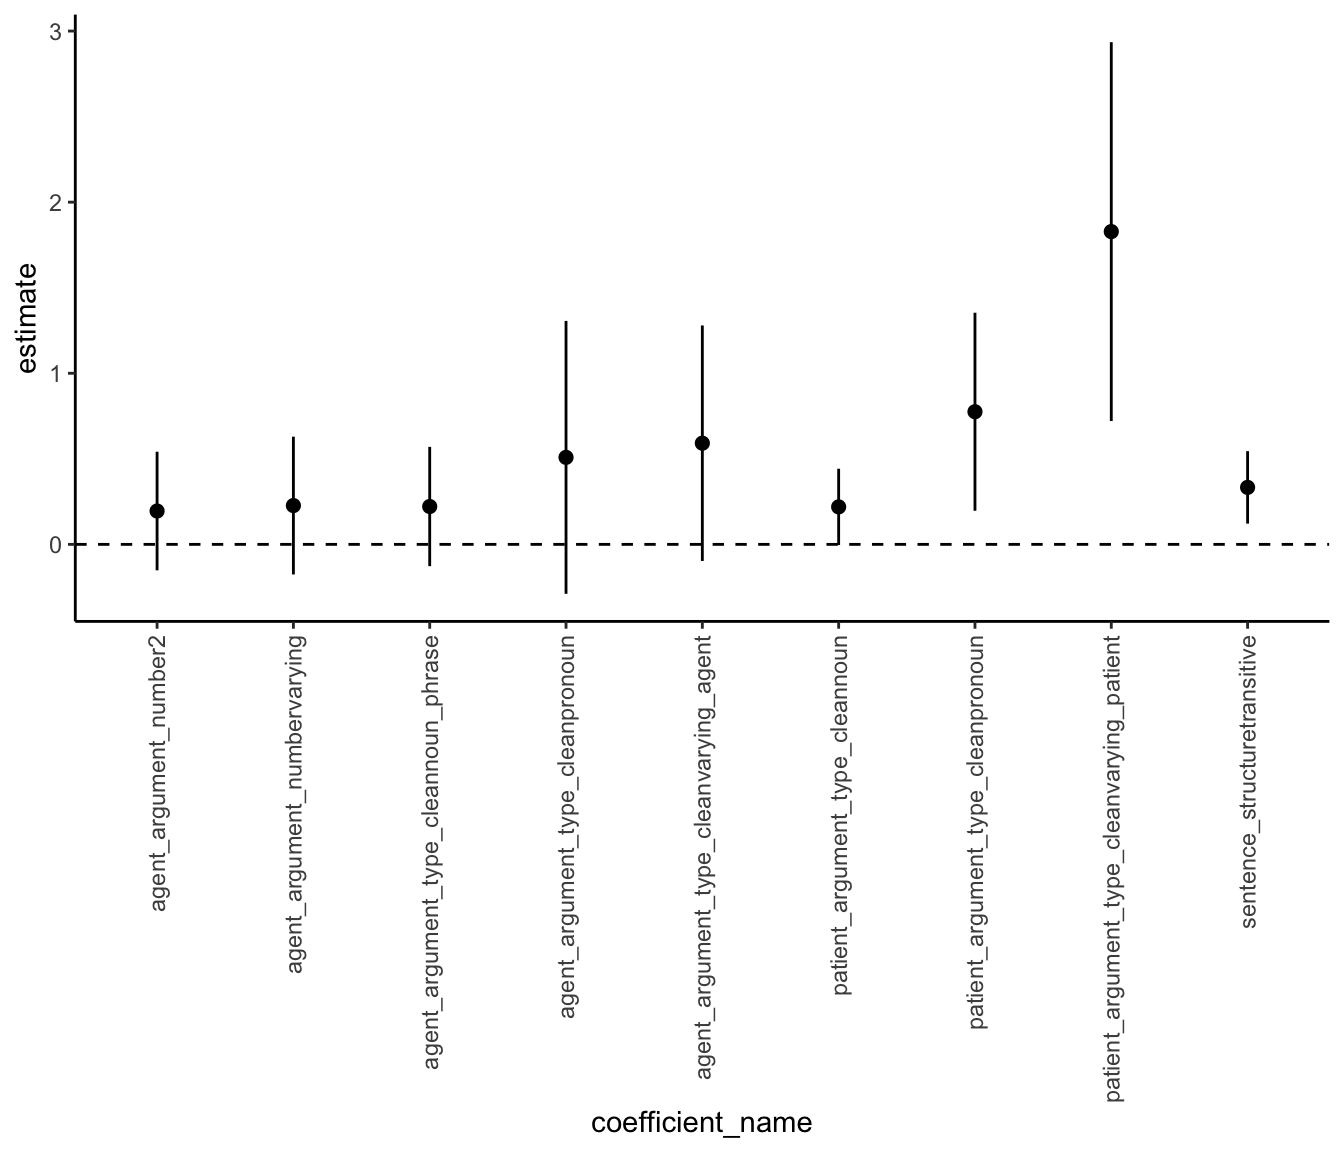 3
2
1
0
estimate
agent_argument_number2
agent_argument_numbervarying
agent_argument_type_cleannoun_phrase
agent_argument_type_cleanpronoun
agent_argument_type_cleanvarying_agent
patient_argument_type_cleannoun
patient_argument_type_cleanpronoun
patient_argument_type_cleanvarying_patient
sentence_structuretransitive
coefficient_name